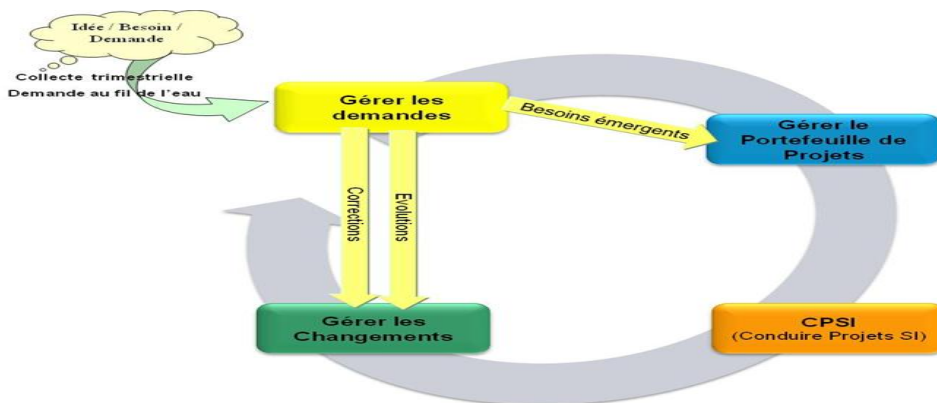 Idée / Besoin /
Demande
Collecte trimestrielle
Demande au fil de l'eau
Gérer les
demandes
Besoins émergents
Gérer le
Portefeuille de
Projets
Corrections
Evolutions
Gérer les
Changements
CPSI
(Conduire Projets SI)